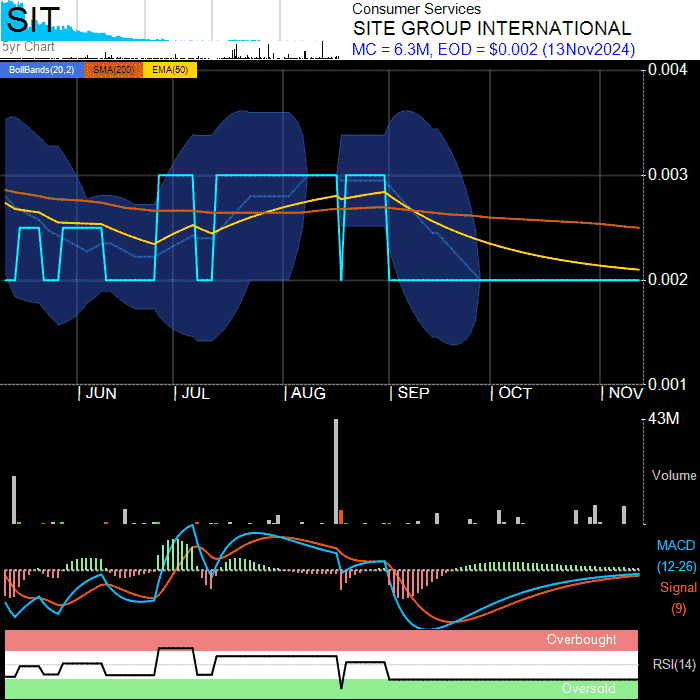 SIT
5yr Chart
Consumer Services
SITE GROUP INTERNATIONAL
MC = 6.3M, EOD = $0.002 (13Nov2024)
BollBands(20,2) SMA(200) EMA(50)
0.004
0.003
0.002
0.001
| JUN | JUL | AUG | SEP | OCT | NOV
43M
Volume
MACD
(12-26)
Signal
(9)
Overbought
RSI(14)
Oversold